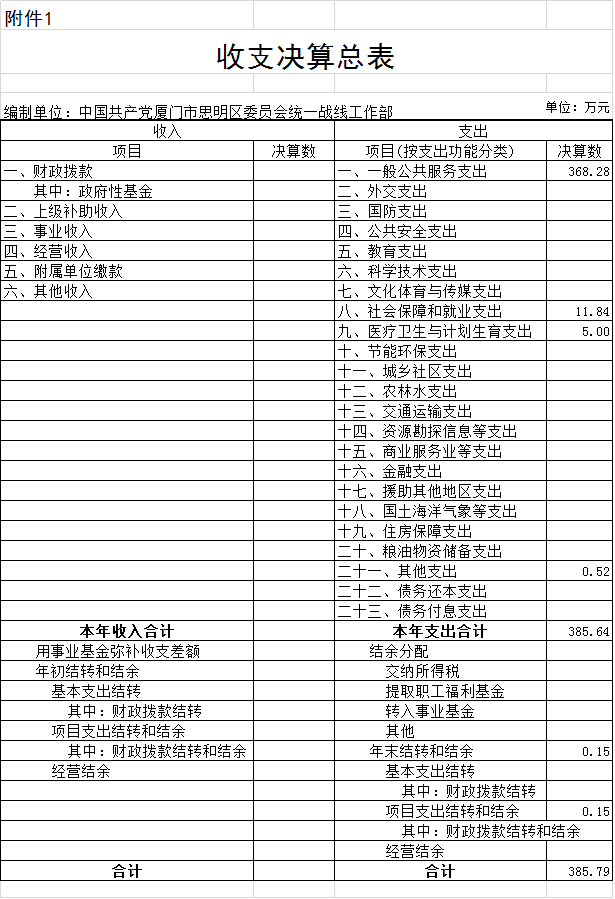 附件1
收支决算总表
编制单位：中国共产党厦门市思明区委员会统一战线工作部 单位：万元
收入 支出
项目 决算数 项目(按支出功能分类) 决算数
一、财政拨款 一、一般公共服务支出 368.28
其中：政府性基金 二、外交支出
二、上级补助收入 三、国防支出
三、事业收入 四、公共安全支出
四、经营收入 五、教育支出
五、附属单位缴款 六、科学技术支出
六、其他收入 七、文化体育与传媒支出
八、社会保障和就业支出 11.84
九、医疗卫生与计划生育支出 5.00
十、节能环保支出
十一、城乡社区支出
十二、农林水支出
十三、交通运输支出
十四、资源勘探信息等支出
十五、商业服务业等支出
十六、金融支出
十七、援助其他地区支出
十八、国土海洋气象等支出
十九、住房保障支出
二十、粮油物资储备支出
二十一、其他支出 0.52
二十二、债务还本支出
二十三、债务付息支出
本年收入合计 本年支出合计 385.64
用事业基金弥补收支差额 结余分配
年初结转和结余 交纳所得税
基本支出结转 提取职工福利基金
其中：财政拨款结转 转入事业基金
项目支出结转和结余 其他
其中：财政拨款结转和结余 年末结转和结余 0.15
经营结余 基本支出结转
其中：财政拨款结转
项目支出结转和结余 0.15
其中：财政拨款结转和结余
经营结余
合计 合计 385.79